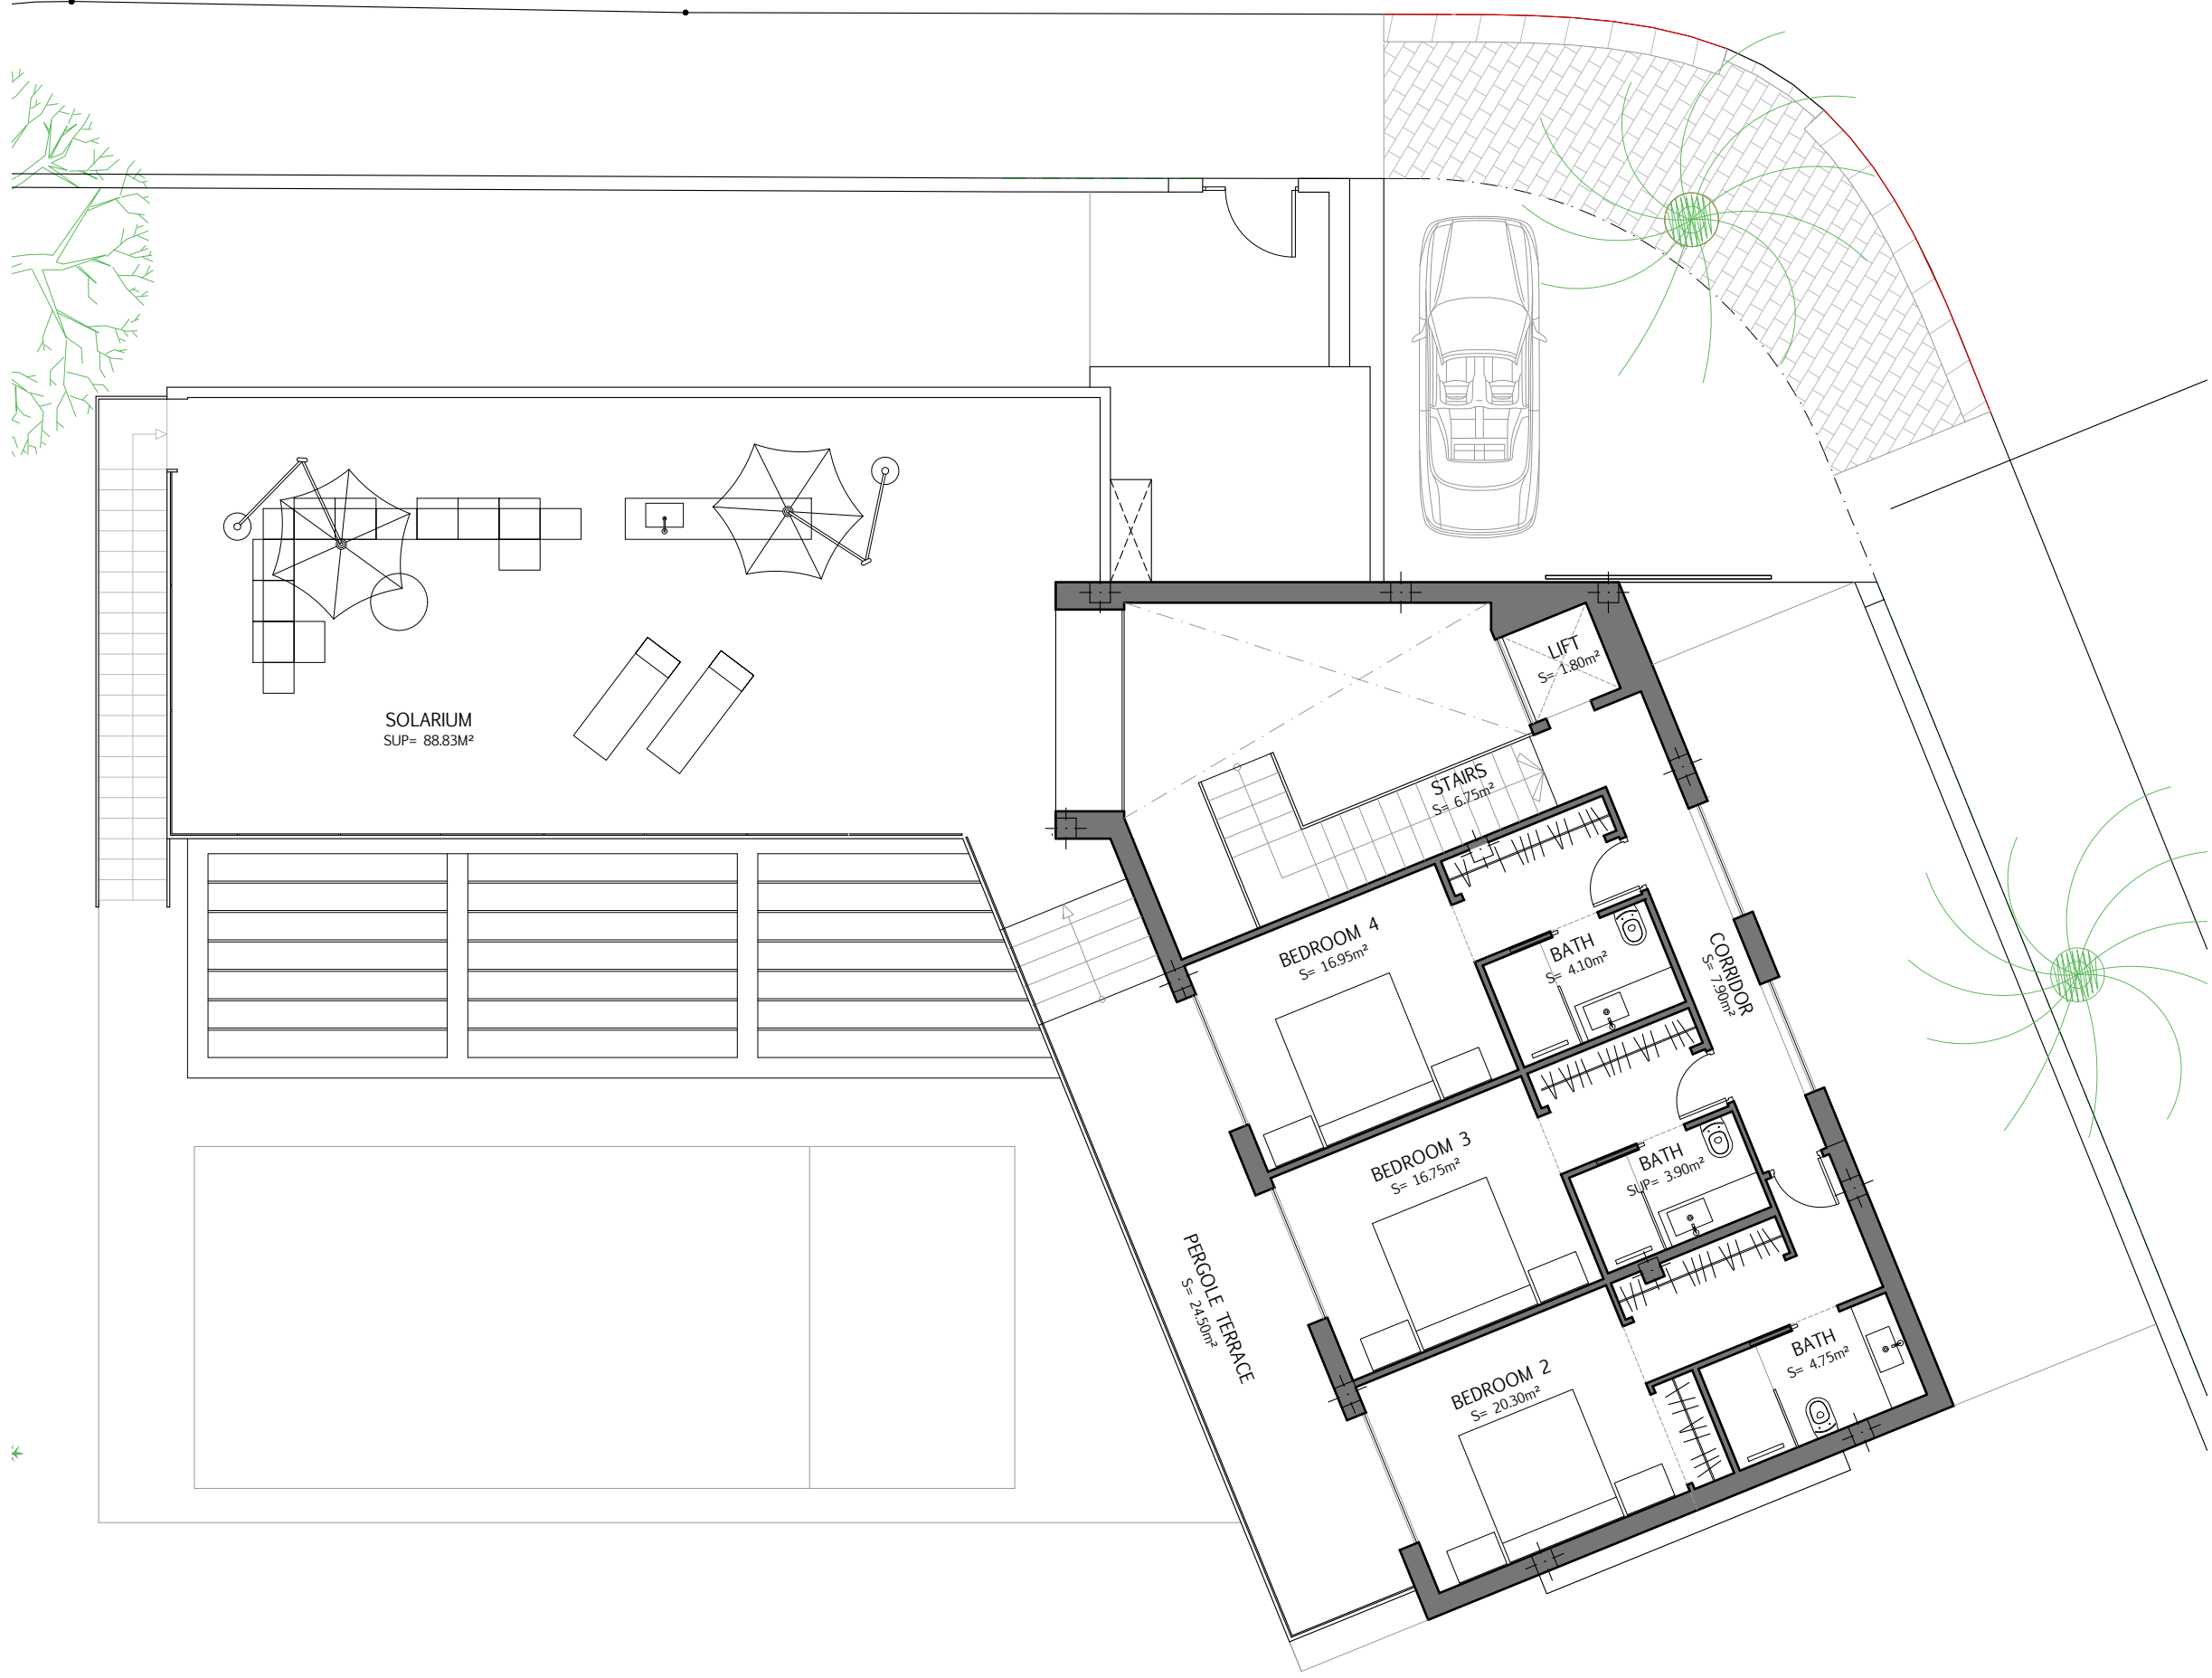 LIFT
S= 1.80m²
SOLARIUM
SUP= 88.83M²
STAIRS
S= 6.75m²
BEDROOM 4
S= 16.95m²
BATH
S= 4.10m²
CORRIDOR
S= 7.90m²
BEDROOM 3
S= 16.75m²
BATH
SUP= 3.90m²
PERGOLE TERRACE
S= 24.50m²
BEDROOM 2
S= 20.30m²
BATH
S= 4.75m²